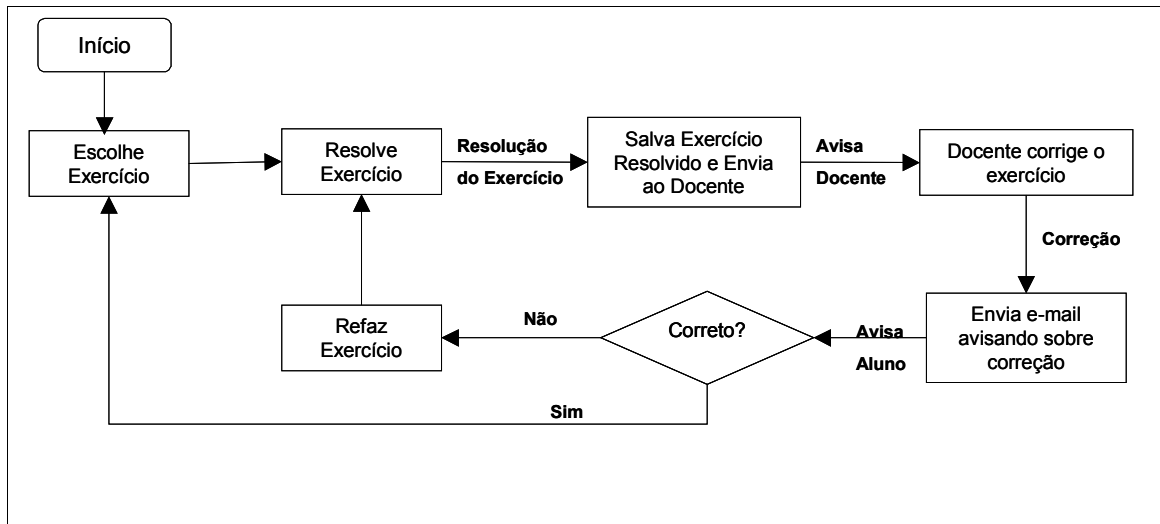 Início
Escolhe
Exercício
Resolve
Exercício
Resolução
do Exercício
Salva Exercício
Resolvido e Envia
ao Docente
Avisa
Docente
Docente corrige o
exercício
Correção
Envia e-mail
avisando sobre
correção
Avisa
Aluno
Correto?
Não
Refaz
Exercício
Sim